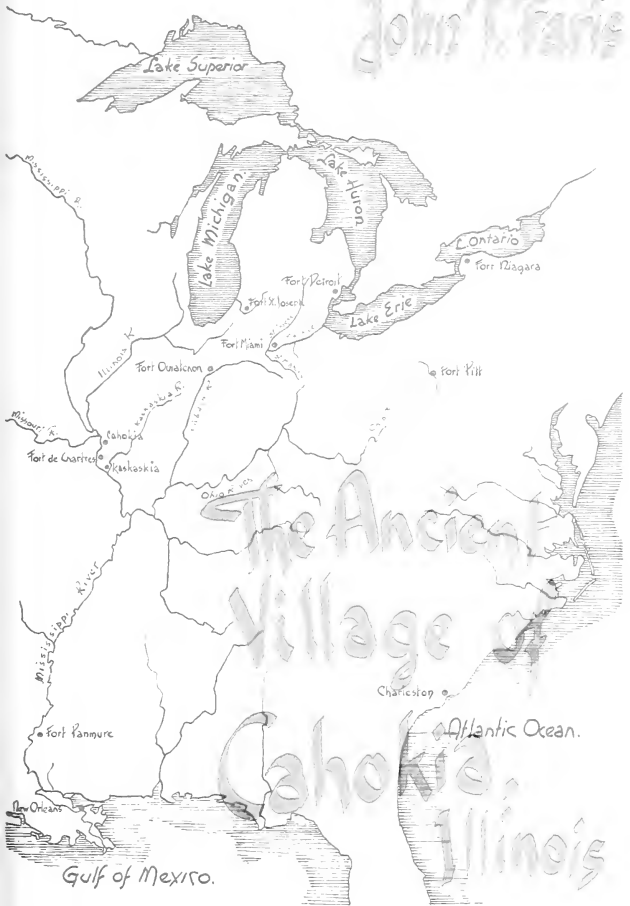 John T. Faris
Lake Superior
Mississippi R.
Lake Michigan.
Lake Huron
L. Ontario
Fort Niagara
Fort Detroit
Fort St. Joseph
Lake Erie
Fort Miami
Illinois R.
Fort Ouiatenon
Fort Pitt
Kaskaskia R.
Missouri R.
Cahokia
Fort de Chartres
Kaskaskia
Ohio River
The Ancient
Village of
Mississippi River
Charleston
Fort Panmure
Atlantic Ocean.
Cahokia,
New Orleans
Illinois
Gulf of Mexico.